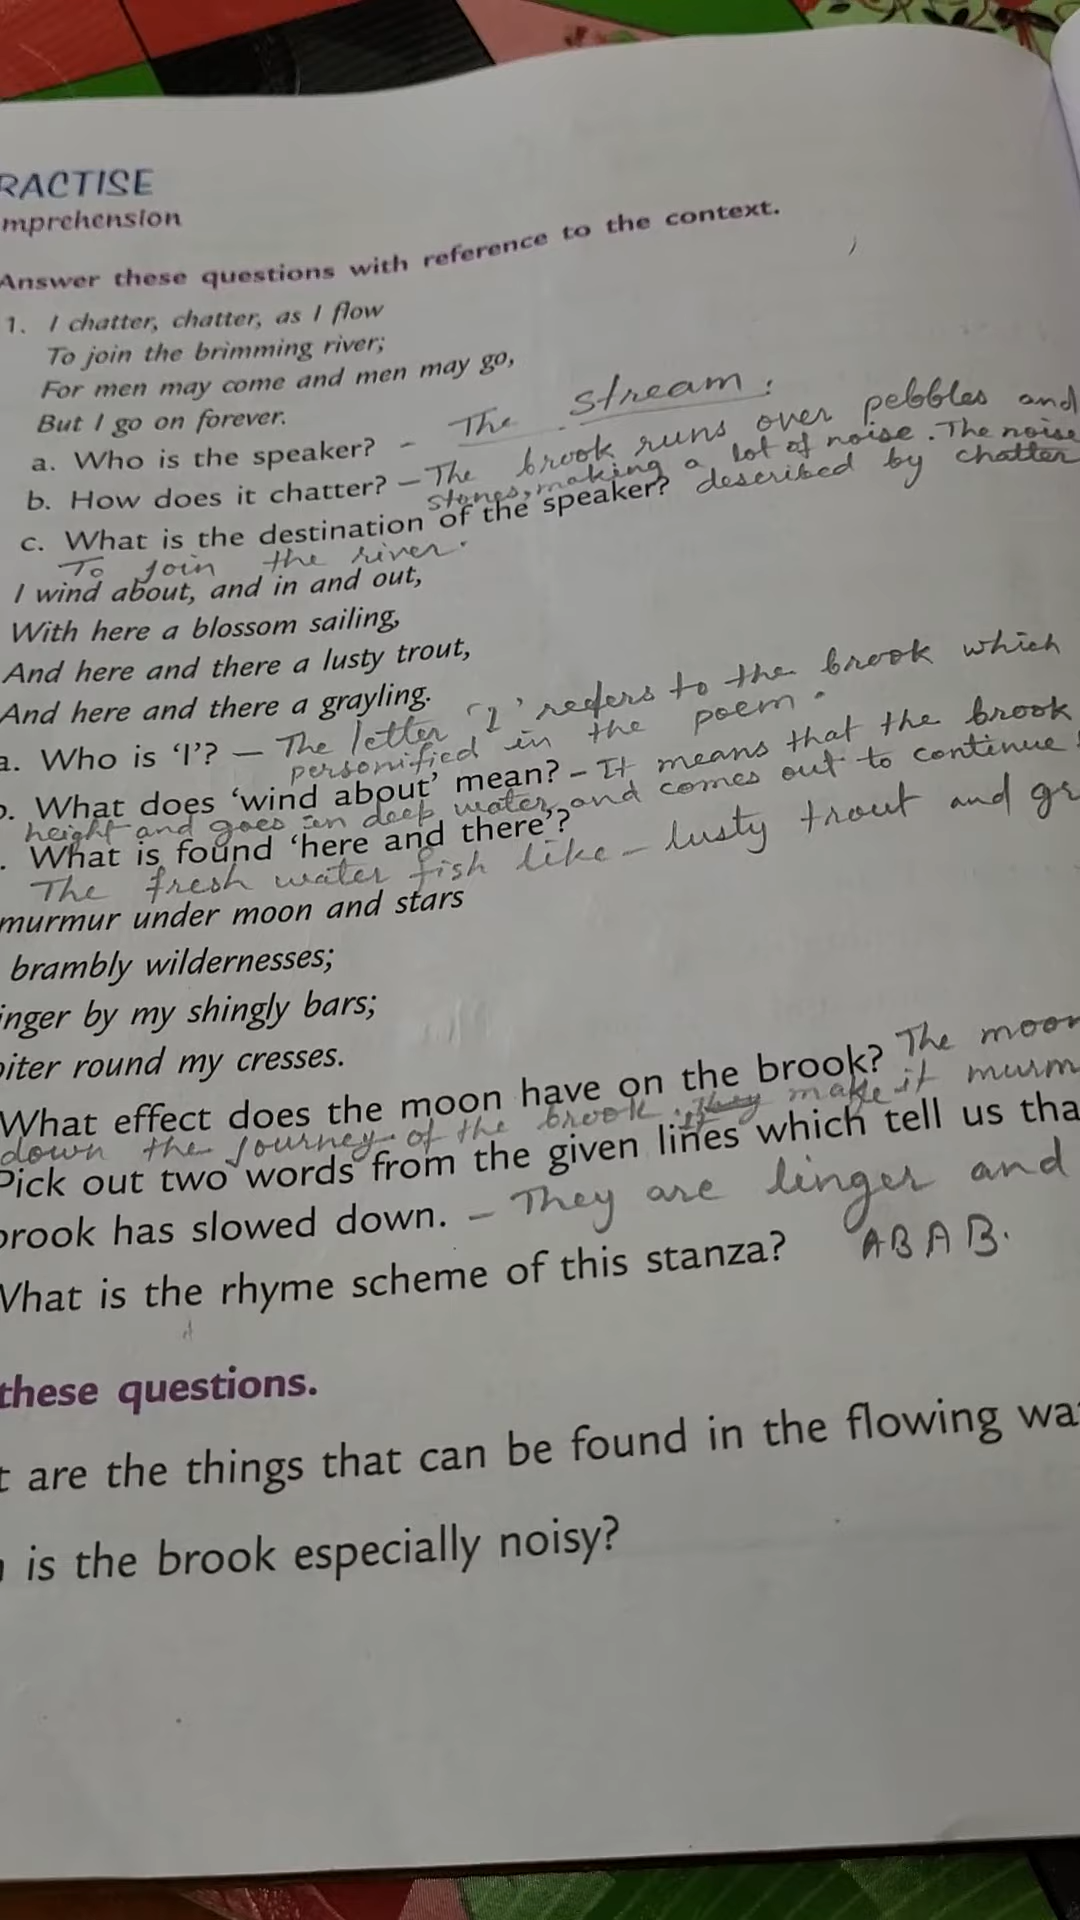 RACTISE
mprehension
Answer these questions with reference to the context.
1. I chatter, chatter, as I flow
To join the brimming river;
For men may come and men may go,
But I go on forever.
a. Who is the speaker? - The stream.
b. How does it chatter? - The brook runs over pebbles and
stones, making a lot of noise. The noise
c. What is the destination of the speaker? described by chatter
To join the river.
I wind about, and in and out,
With here a blossom sailing,
And here and there a lusty trout,
And here and there a grayling.
a. Who is ‘I’? - The letter 'I' refers to the brook which
personified in the poem.
. What does ‘wind about’ mean? - It means that the brook
height and goes in deep water and comes out to continue
. What is found ‘here and there’?
The fresh water fish like - lusty trout and gr
murmur under moon and stars
brambly wildernesses;
inger by my shingly bars;
oiter round my cresses.
What effect does the moon have on the brook? The moon
down the journey of the brook. It make it murm
Pick out two words from the given lines which tell us tha
brook has slowed down. - They are linger and
What is the rhyme scheme of this stanza? ABAB.
these questions.
t are the things that can be found in the flowing wa
is the brook especially noisy?